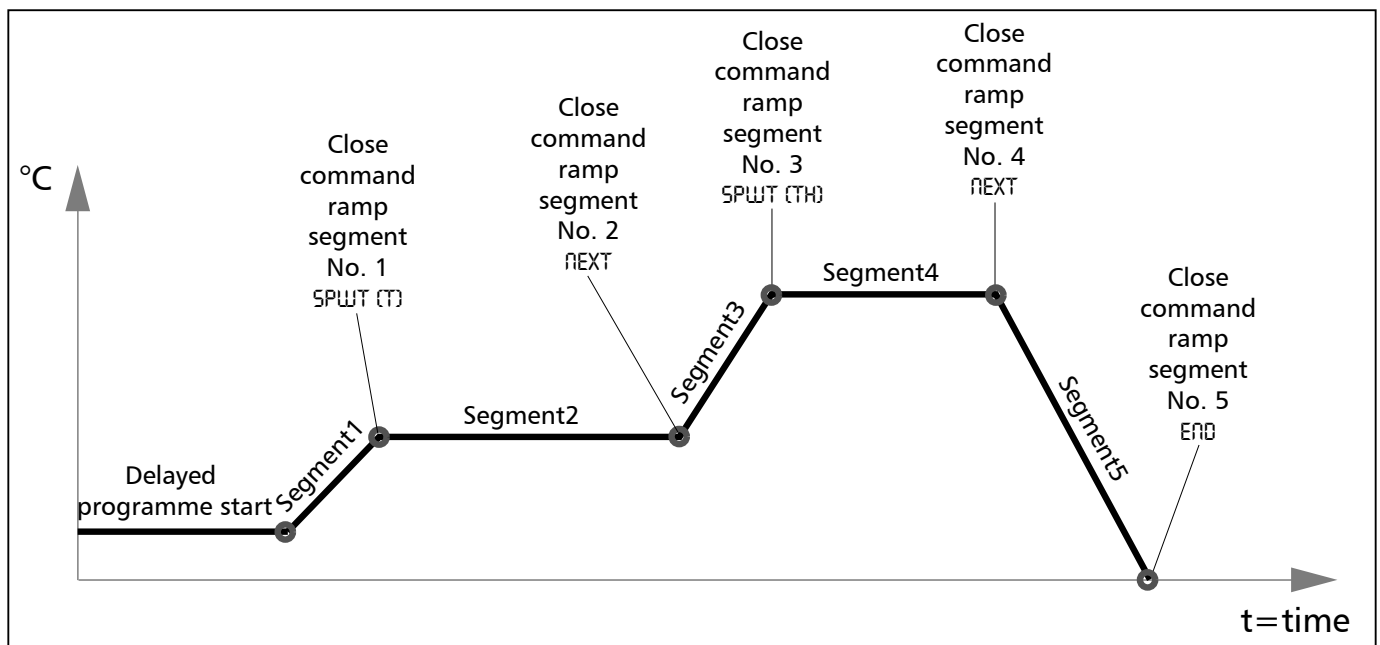 °C
Delayed
programme start
Segment1
Close
command
ramp
segment
No. 1
SPWT (T)
Segment2
Close
command
ramp
segment
No. 2
NEXT
Segment3
Close
command
ramp
segment
No. 3
SPWT (TH)
Segment4
Close
command
ramp
segment
No. 4
NEXT
Segment5
Close
command
ramp
segment
No. 5
END
t=time